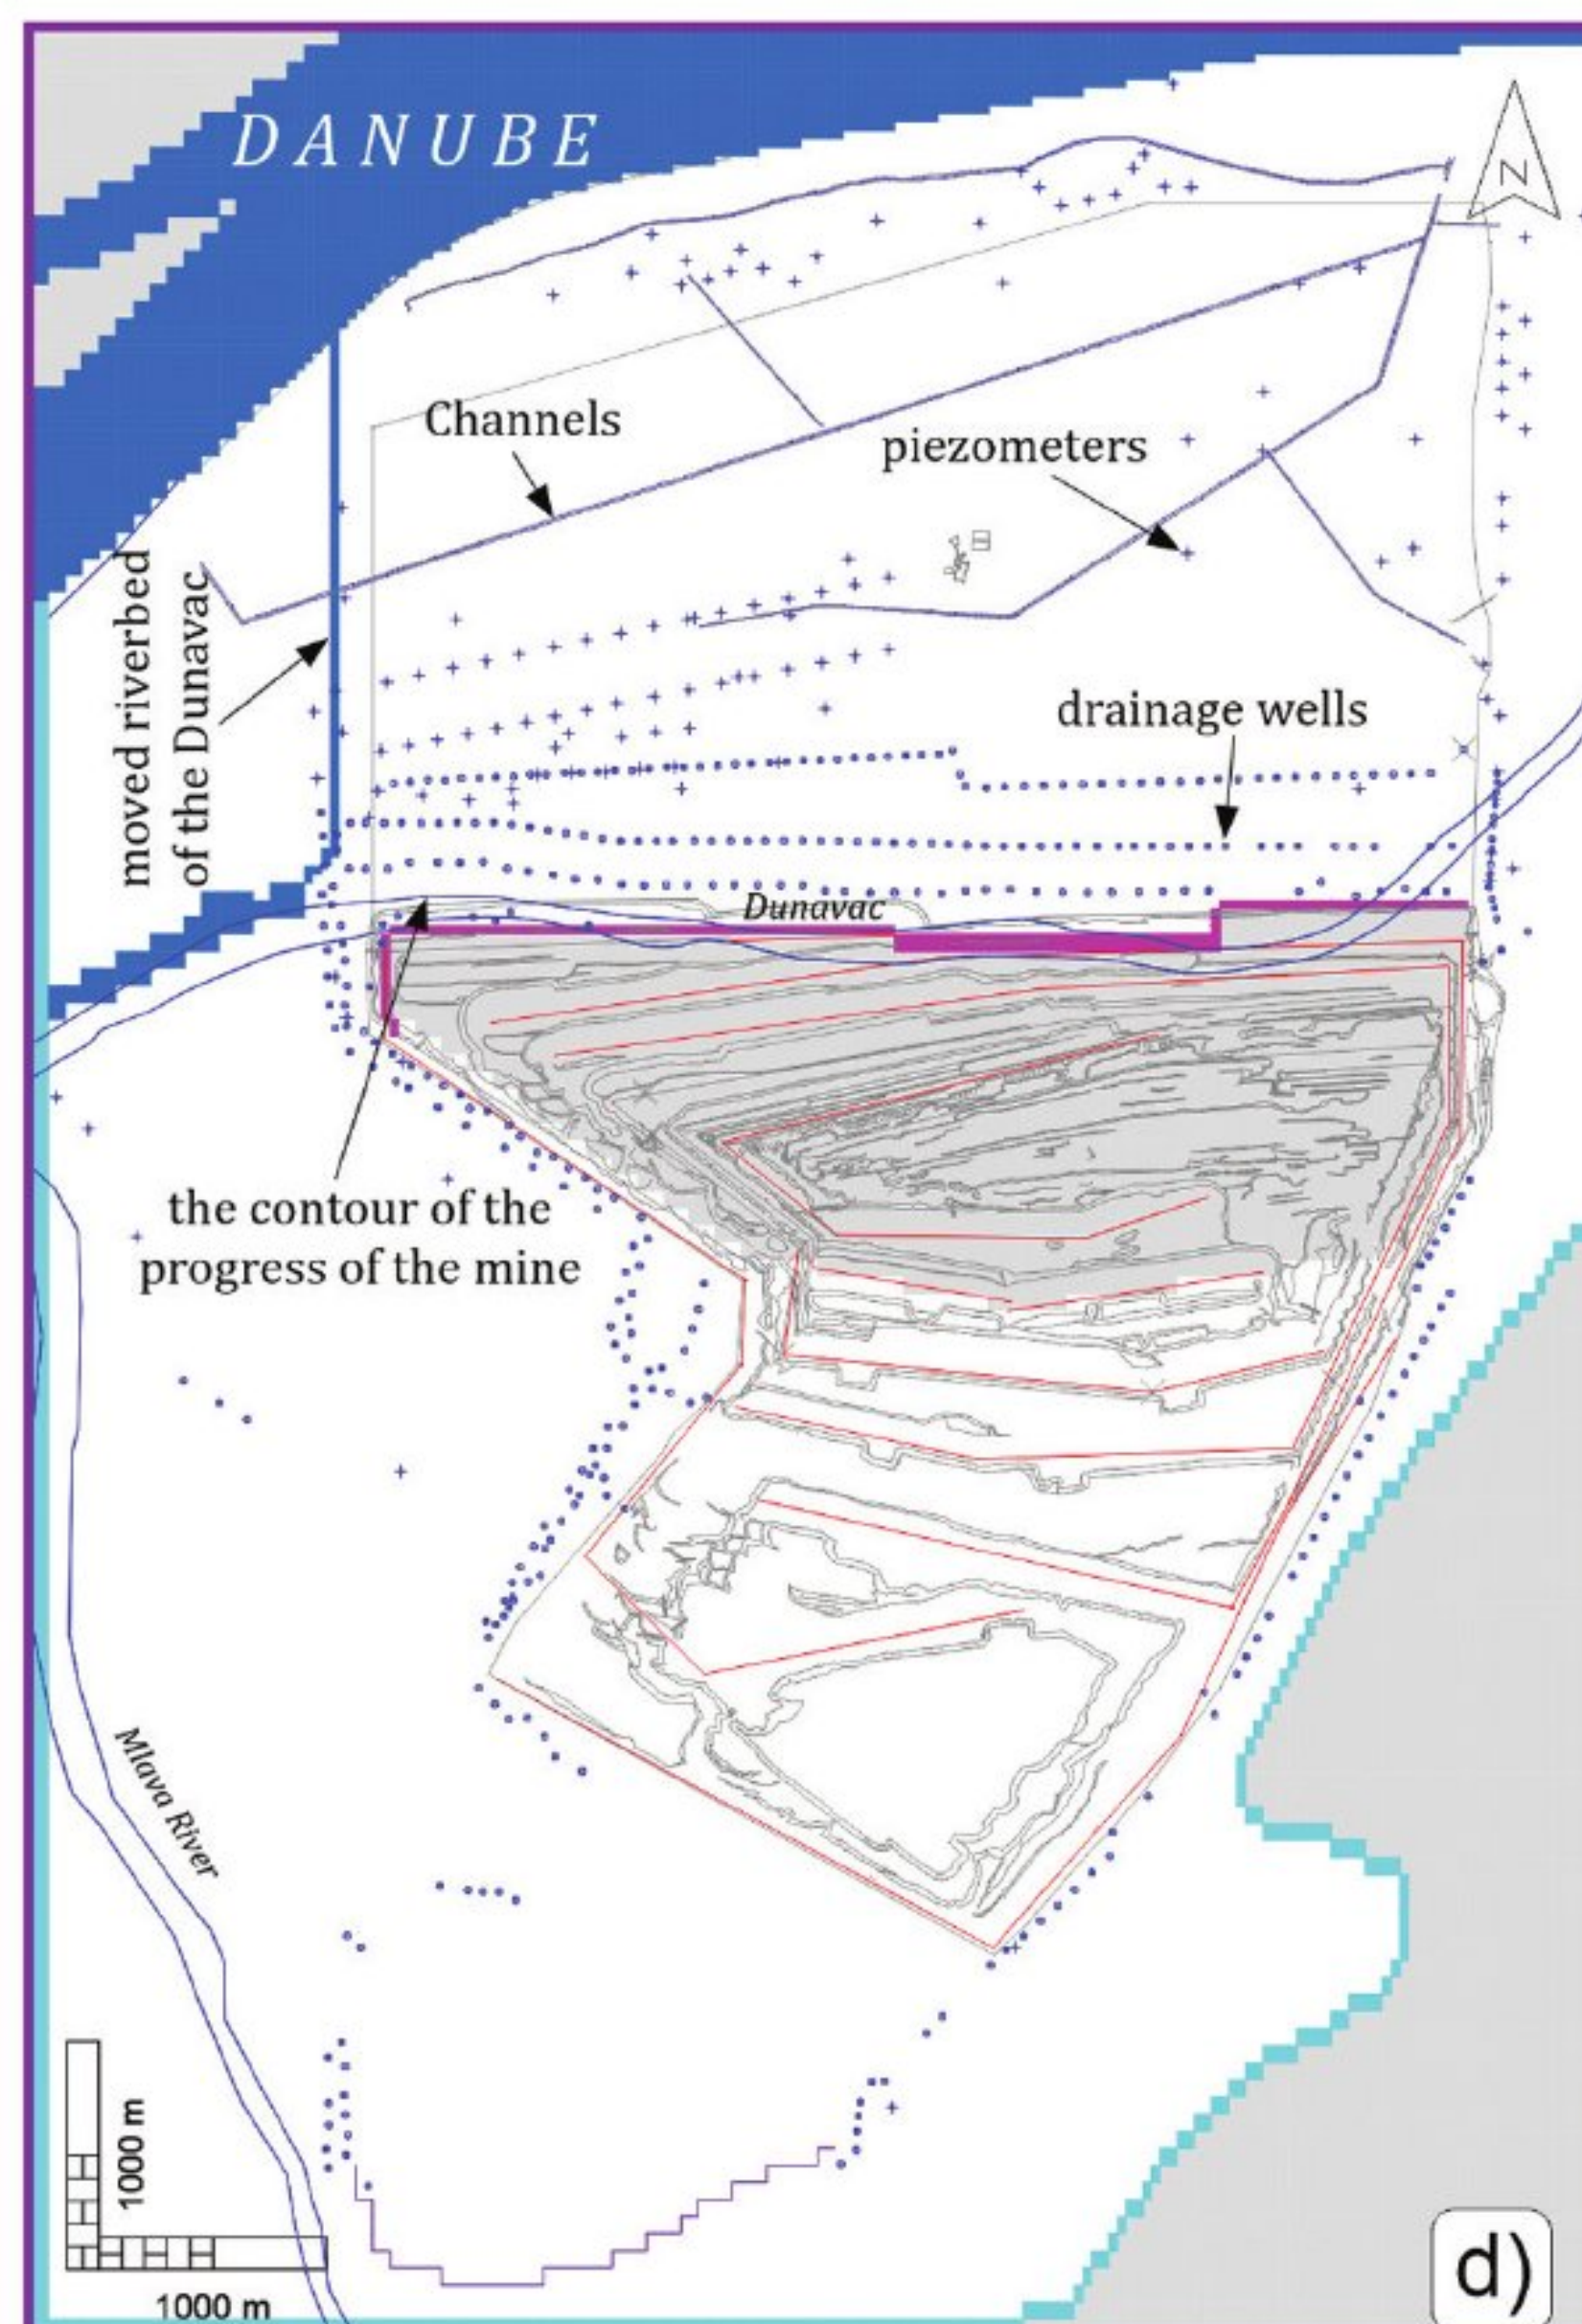 DANUBE
N
Channels
piezometers
moved riverbed
of the Dunavac
drainage wells
Dunavac
the contour of the
progress of the mine
Mlava River
1000 m
1000 m
d)